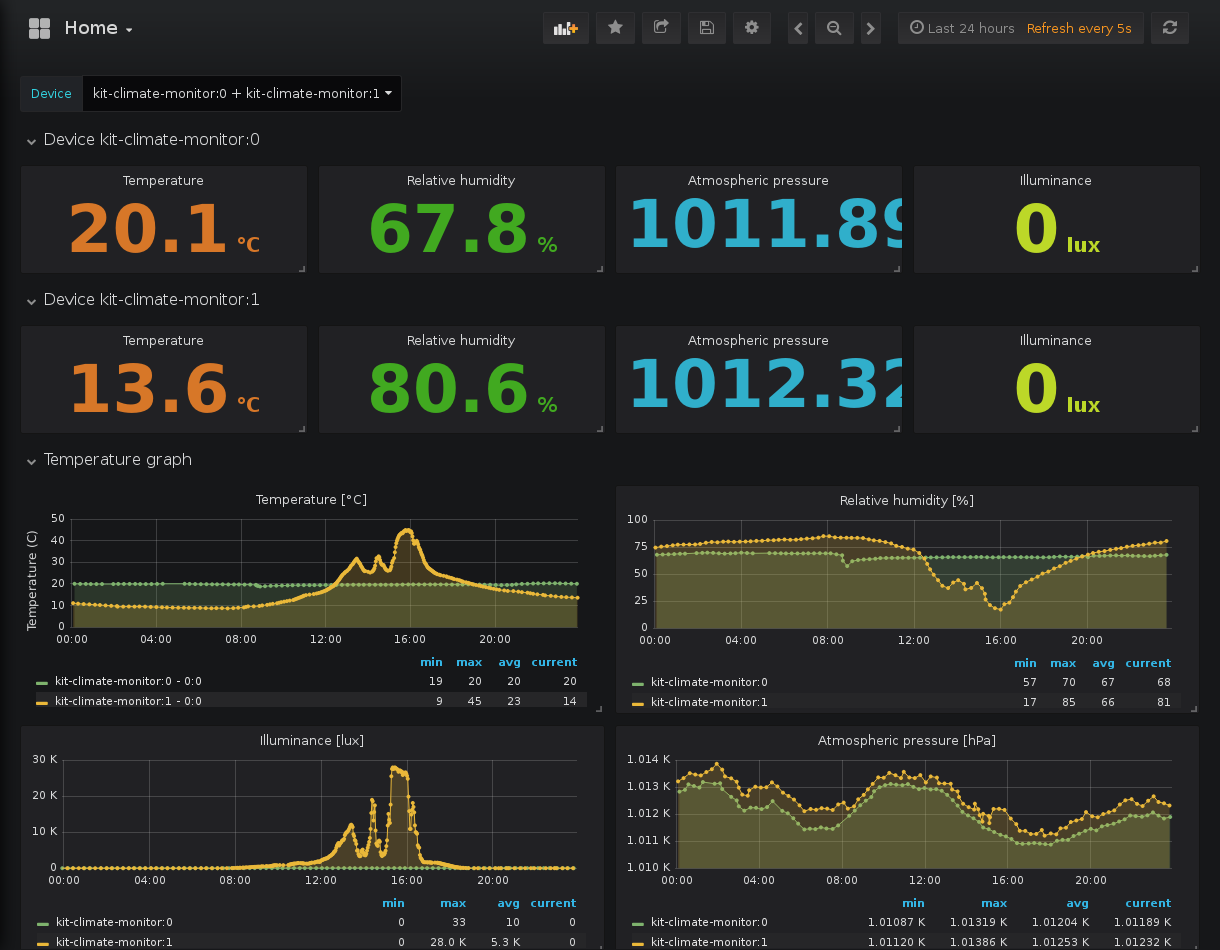 Home
Last 24 hours Refresh every 5s
Device kit-climate-monitor:0 + kit-climate-monitor:1
Device kit-climate-monitor:0
Temperature Relative humidity Atmospheric pressure Illuminance
20.1 °C 67.8 % 1011.89 0 lux
Device kit-climate-monitor:1
Temperature Relative humidity Atmospheric pressure Illuminance
13.6 °C 80.6 % 1012.32 0 lux
Temperature graph
Temperature [°C]
Temperature (C)
50
40
30
20
10
0
00:00 04:00 08:00 12:00 16:00 20:00
min max avg current
kit-climate-monitor:0 - 0:0 19 20 20 20
kit-climate-monitor:1 - 0:0 9 45 23 14
Relative humidity [%]
100
75
50
25
0
00:00 04:00 08:00 12:00 16:00 20:00
min max avg current
kit-climate-monitor:0 57 70 67 68
kit-climate-monitor:1 17 85 66 81
Illuminance [lux]
30 K
20 K
10 K
0
00:00 04:00 08:00 12:00 16:00 20:00
min max avg current
kit-climate-monitor:0 0 33 10 0
kit-climate-monitor:1 0 28.0 K 5.3 K 0
Atmospheric pressure [hPa]
1.014 K
1.013 K
1.012 K
1.011 K
1.010 K
00:00 04:00 08:00 12:00 16:00 20:00
min max avg current
kit-climate-monitor:0 1.01087 K 1.01319 K 1.01204 K 1.01189 K
kit-climate-monitor:1 1.01120 K 1.01386 K 1.01253 K 1.01232 K